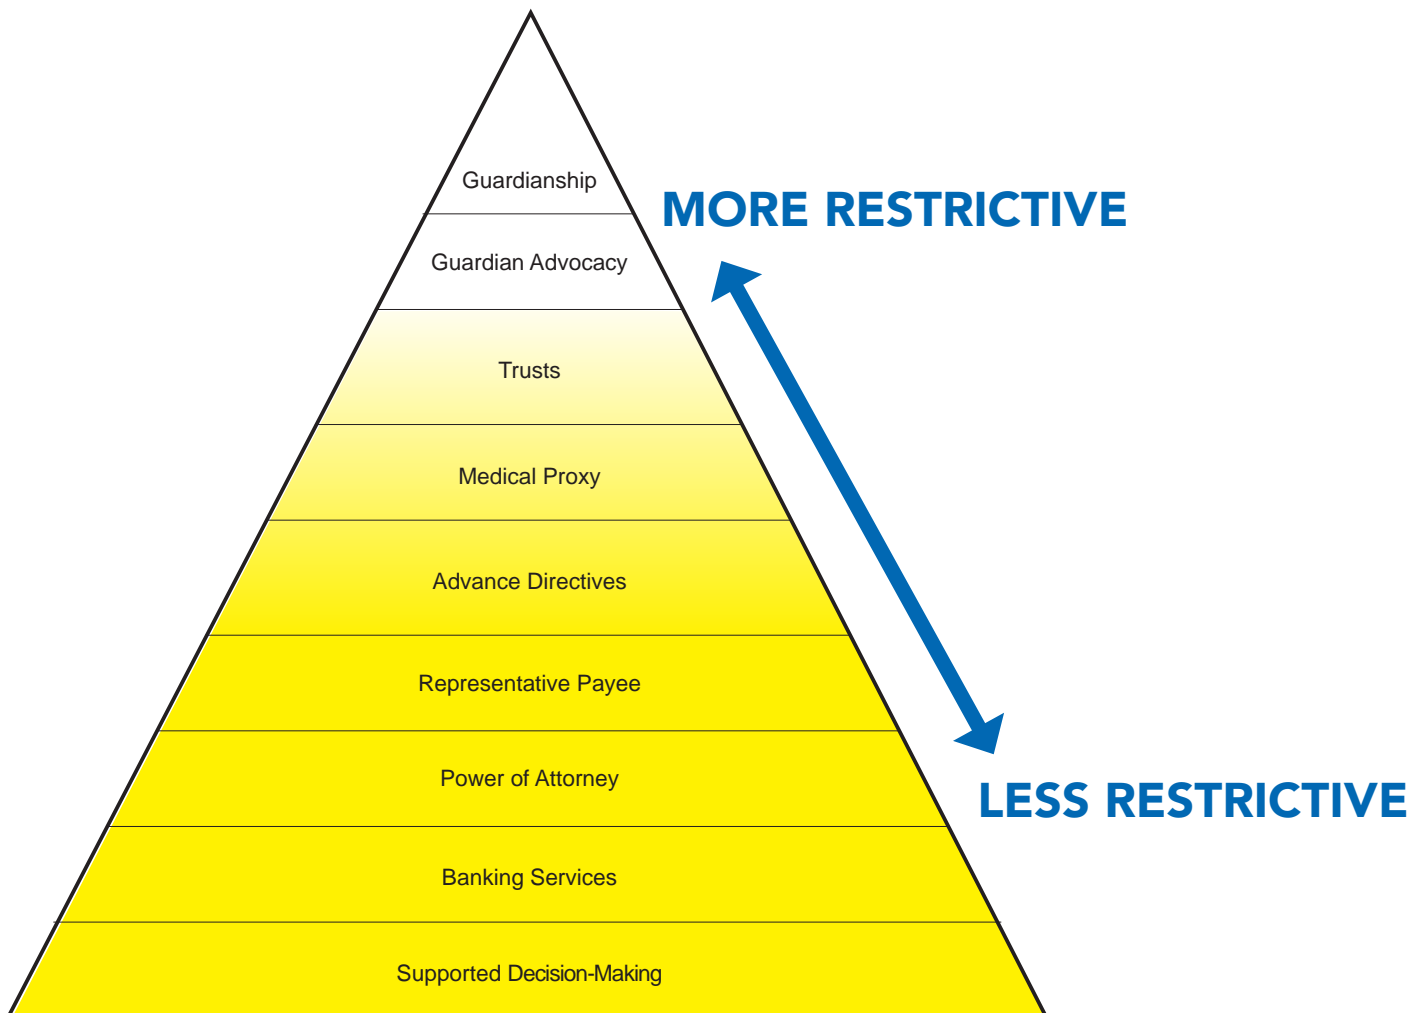 Guardianship
MORE RESTRICTIVE
Guardian Advocacy
Trusts
Medical Proxy
Advance Directives
Representative Payee
Power of Attorney
LESS RESTRICTIVE
Banking Services
Supported Decision-Making